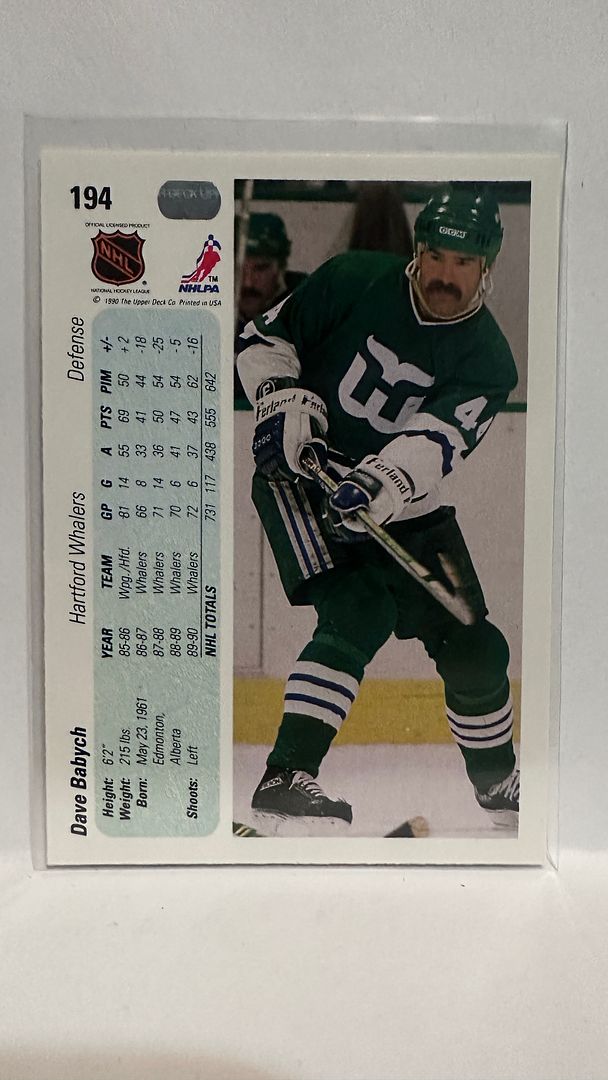 194
OFFICIAL LICENSED PRODUCT
NHL
®
NATIONAL HOCKEY LEAGUE
TM
NHLPA
© 1990 The Upper Deck Co. Printed in USA
Dave Babych Hartford Whalers Defense
Height: 6'2"
Weight: 215 lbs.
Born: May 23, 1961
Edmonton,
Alberta
Shoots: Left
YEAR TEAM GP G A PTS PIM +/-
85-86 Wpg./Hfd. 81 14 55 69 50 +2
86-87 Whalers 66 8 33 41 44 -18
87-88 Whalers 71 14 36 50 54 -25
88-89 Whalers 70 6 41 47 54 -5
89-90 Whalers 72 6 37 43 62 -16
NHL TOTALS 731 117 438 555 642
CCM
4
Ferland
Ferland